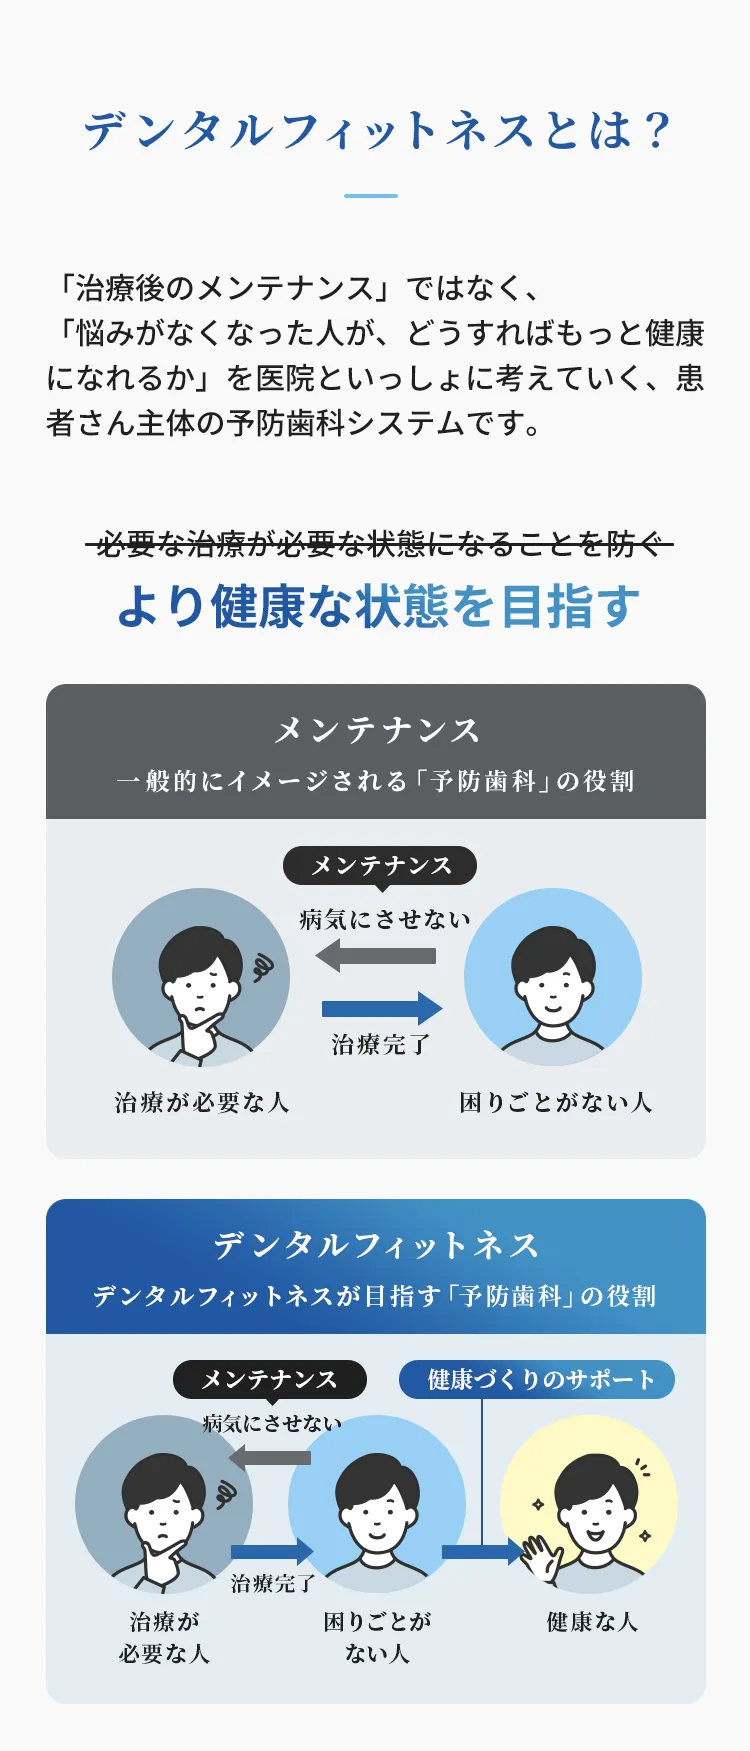 デンタルフィットネスとは？
「治療後のメンテナンス」ではなく、
「悩みがなくなった人が、どうすればもっと健康
になれるか」を医院といっしょに考えていく、患
者さん主体の予防歯科システムです。
必要な治療が必要な状態になることを防ぐ
より健康な状態を目指す
メンテナンス
一般的にイメージされる「予防歯科」の役割
メンテナンス
病気にさせない
治療完了
治療が必要な人
困りごとがない人
デンタルフィットネス
デンタルフィットネスが目指す「予防歯科」の役割
メンテナンス
健康づくりのサポート
病気にさせない
治療完了
治療が
必要な人
困りごとが
ない人
健康な人